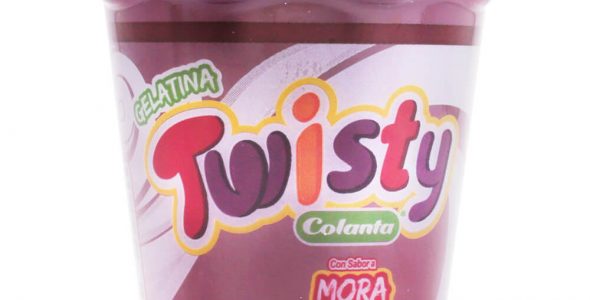 GELATINA
Twisty
Colanta®
Con Sabor a
MORA